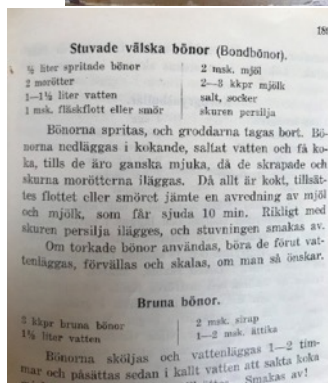 189
Stuvade välska bönor (Bondbönor).
½ liter spritade bönor
2 morötter
1—1½ liter vatten
1 msk. fläskflott eller smör
2 msk. mjöl
2—3 kkpr mjölk
salt, socker
skuren persilja
Bönorna spritas, och groddarna tagas bort. Bö-
norna nedläggas i kokande, saltat vatten och få ko-
ka, tills de äro ganska mjuka, då de skrapade och
skurna morötterna iläggas. Då allt är kokt, tillsät-
tes flottet eller smöret jämte en avredning av mjöl
och mjölk, som får sjuda 10 min. Rikligt med
skuren persilja ilägges, och stuvningen smakas av.
Om torkade bönor användas, böra de förut vat-
tenläggas, förvällas och skalas, om man så önskar.
Bruna bönor.
3 kkpr bruna bönor
1½ liter vatten
2 msk. sirap
1—2 msk. ättika
Bönorna sköljas och vattenläggas 1—2 tim-
mar och påsättas sedan i kallt vatten att sakta koka
Smakas av!